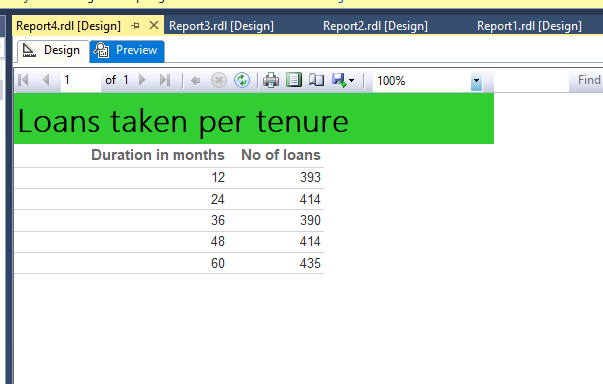 Report4.rdl [Design] Report3.rdl [Design] Report2.rdl [Design] Report1.rdl [Design]
Design Preview
1 of 1 100% Find
Loans taken per tenure
Duration in months No of loans
12 393
24 414
36 390
48 414
60 435